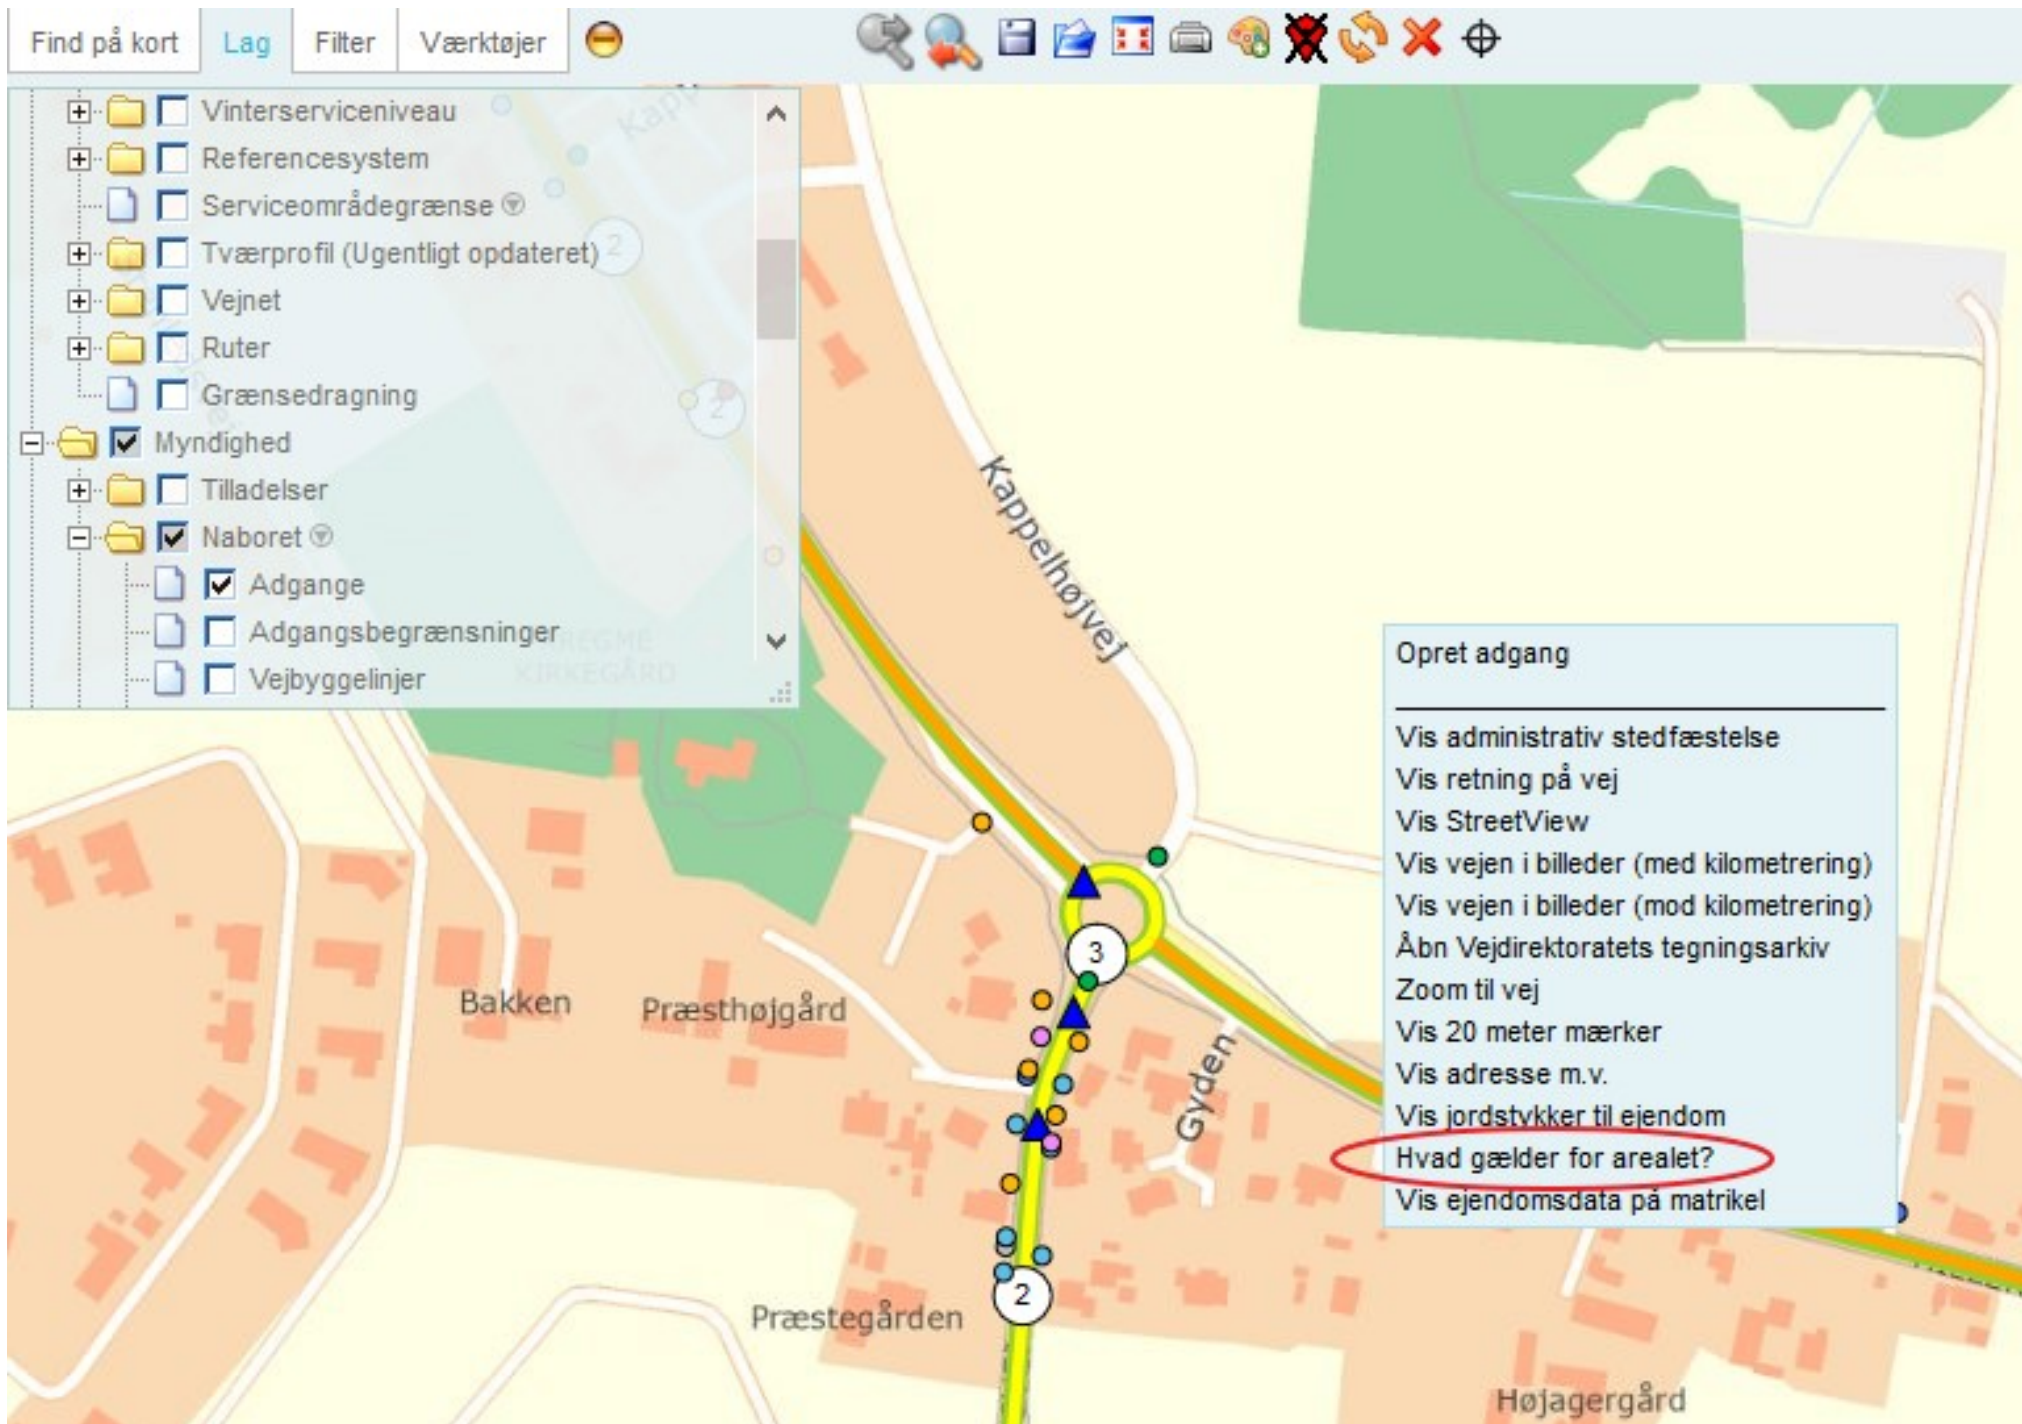 Find på kort
Lag
Filter
Værktøjer
Vinterserviceniveau
Referencesystem
Serviceområdegrænse
Tværprofil (Ugentligt opdateret)
Vejnet
Ruter
Grænsedragning
Myndighed
Tilladelser
Naboret
Adgange
Adgangsbegrænsninger
Vejbyggelinjer
2
2
KIRKEGÅRD
Kappelhøjvej
Opret adgang
Vis administrativ stedfæstelse
Vis retning på vej
Vis StreetView
Vis vejen i billeder (med kilometrering)
Vis vejen i billeder (mod kilometrering)
Åbn Vejdirektoratets tegningsarkiv
Zoom til vej
Vis 20 meter mærker
Vis adresse m.v.
Vis jordstykker til ejendom
Hvad gælder for arealet?
Vis ejendomsdata på matrikel
3
Bakken
Præsthøjgård
Gyden
2
Præstegården
Højagergård